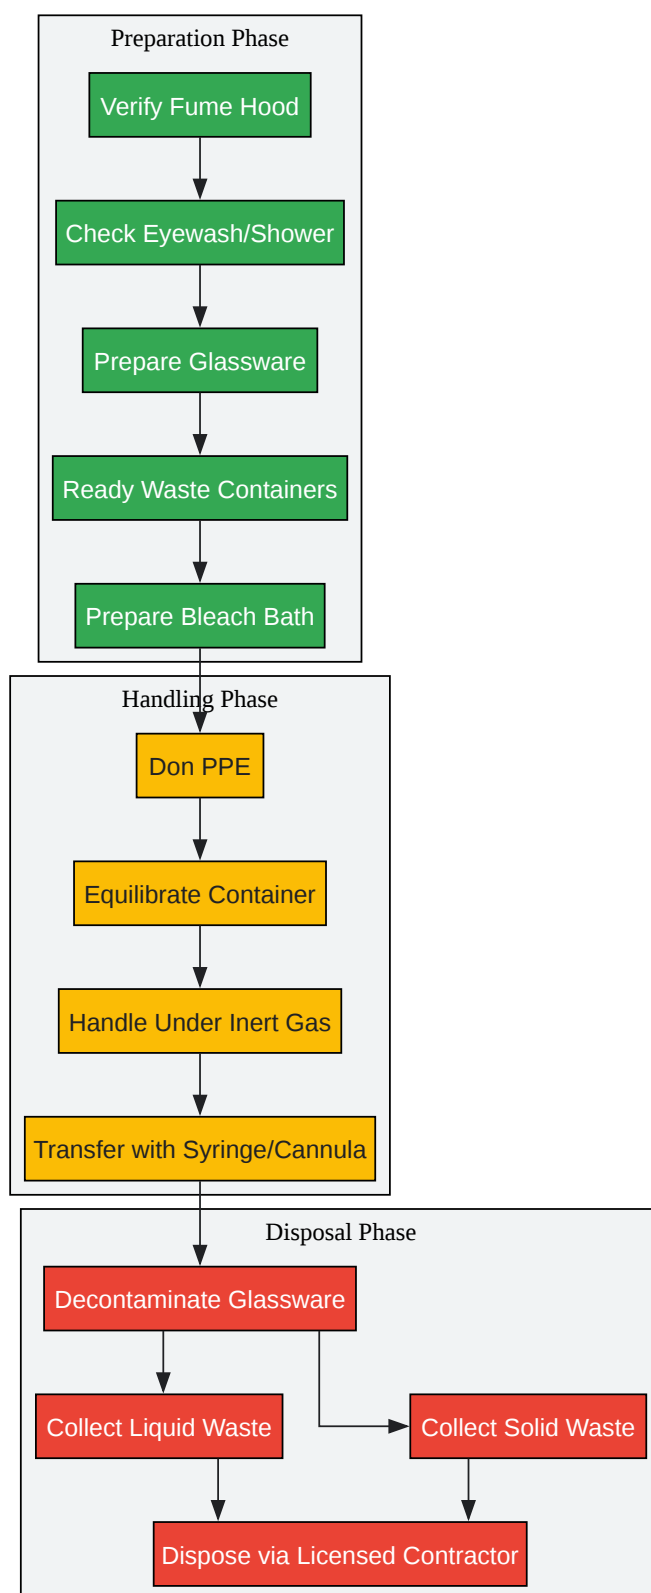 Preparation Phase
Verify Fume Hood
Check Eyewash/Shower
Prepare Glassware
Ready Waste Containers
Prepare Bleach Bath
Handling Phase
Don PPE
Equilibrate Container
Handle Under Inert Gas
Transfer with Syringe/Cannula
Disposal Phase
Decontaminate Glassware
Collect Liquid Waste
Collect Solid Waste
Dispose via Licensed Contractor